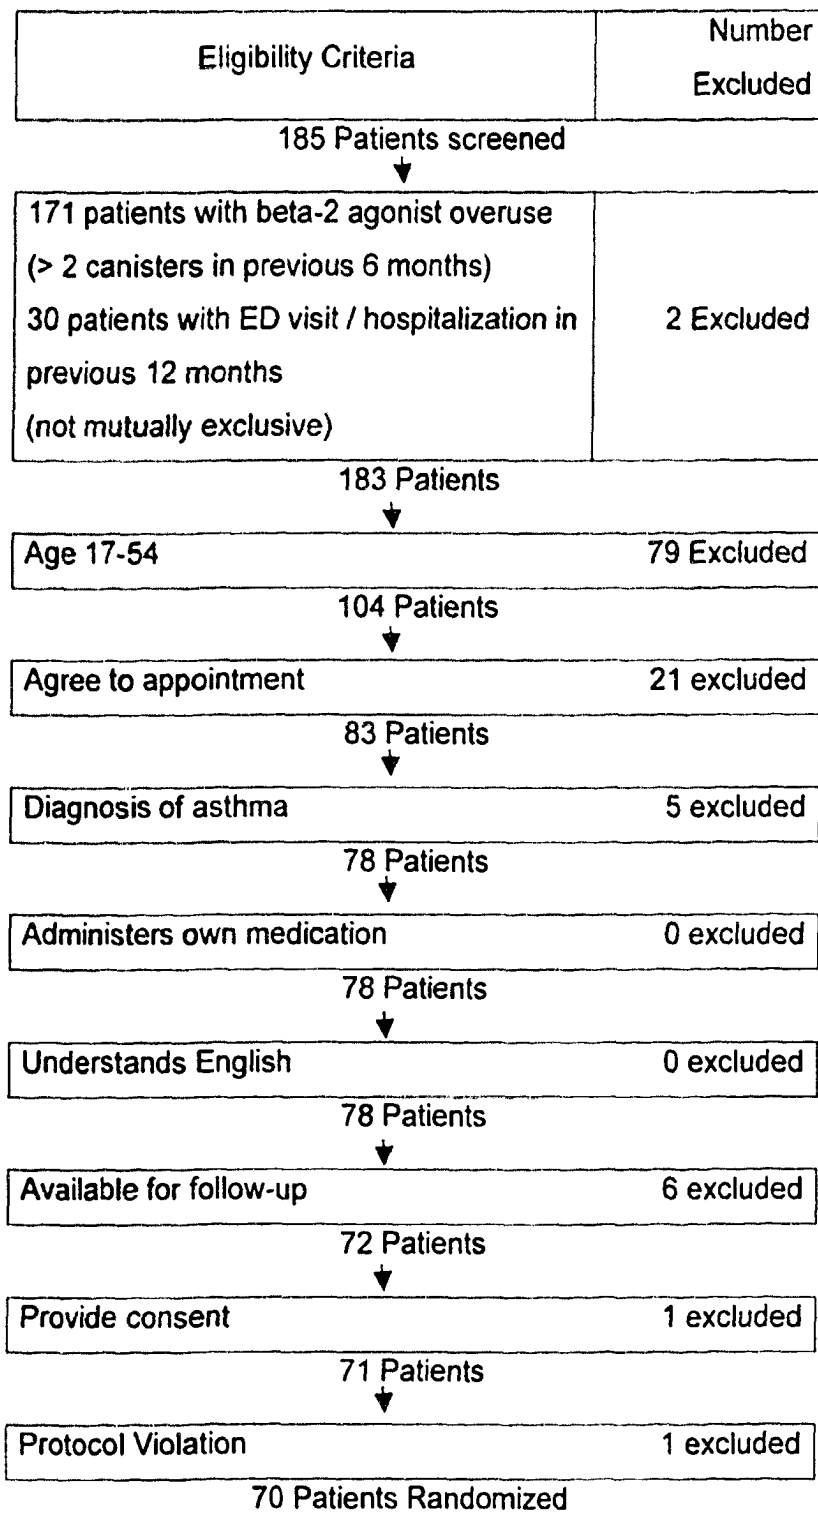 Eligibility Criteria
Number
Excluded
185 Patients screened
171 patients with beta-2 agonist overuse
(> 2 canisters in previous 6 months)
30 patients with ED visit / hospitalization in
previous 12 months
(not mutually exclusive)
2 Excluded
183 Patients
Age 17-54 79 Excluded
104 Patients
Agree to appointment 21 excluded
83 Patients
Diagnosis of asthma 5 excluded
78 Patients
Administers own medication 0 excluded
78 Patients
Understands English 0 excluded
78 Patients
Available for follow-up 6 excluded
72 Patients
Provide consent 1 excluded
71 Patients
Protocol Violation 1 excluded
70 Patients Randomized